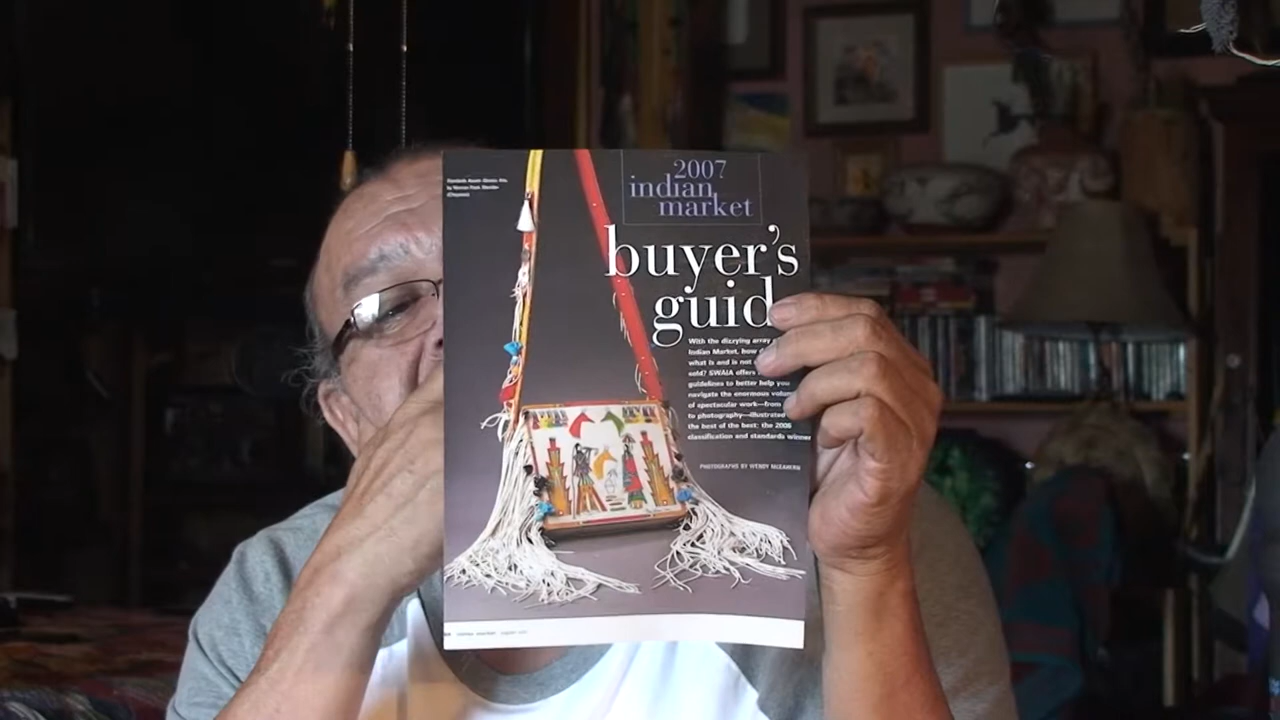 2007
indian
market
buyer's
guid
With the dizzying array
Indian Market, how
what is and is not
sold? SWAIA offers
guidelines to better help you
navigate the enormous
of spectacular work—from
to photography—illustrated
the best of the best: the 2006
classification and standards winner
PHOTOGRAPHS BY WENDY MCEAHERN